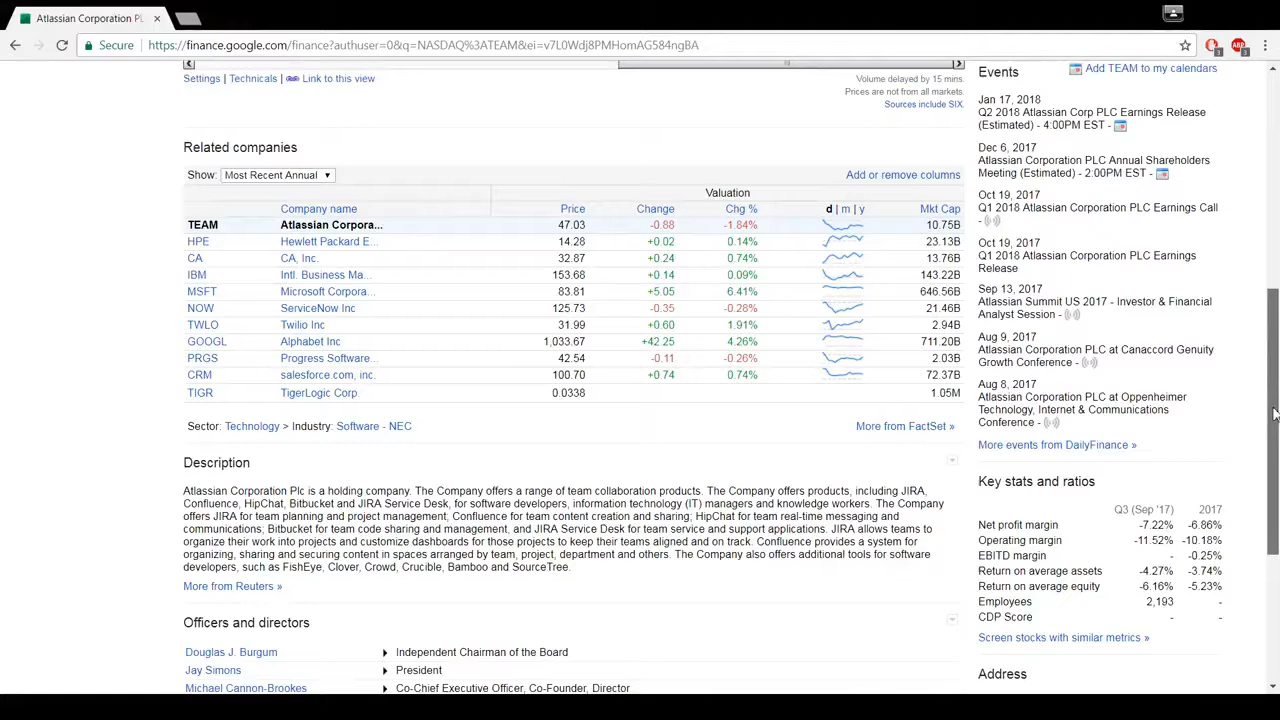 Atlassian Corporation PL
Secure
https://finance.google.com/finance?authuser=0&q=NASDAQ%3ATEAM&ei=v7L0Wdj8PMHomAG584ngBA
Settings | Technicals | Link to this view
Volume delayed by 15 mins.
Prices are not from all markets.
Sources include SIX.
Related companies
Show: Most Recent Annual
Add or remove columns
Valuation
Company name Price Change Chg % d | m | y Mkt Cap
TEAM Atlassian Corpora... 47.03 -0.88 -1.84% 10.75B
HPE Hewlett Packard E... 14.28 +0.02 0.14% 23.13B
CA CA, Inc. 32.87 +0.24 0.74% 13.76B
IBM Intl. Business Ma... 153.68 +0.14 0.09% 143.22B
MSFT Microsoft Corpora... 83.81 +5.05 6.41% 646.56B
NOW ServiceNow Inc 125.73 -0.35 -0.28% 21.46B
TWLO Twilio Inc 31.99 +0.60 1.91% 2.94B
GOOGL Alphabet Inc 1,033.67 +42.25 4.26% 711.20B
PRGS Progress Software... 42.54 -0.11 -0.26% 2.03B
CRM salesforce.com, inc. 100.70 +0.74 0.74% 72.37B
TIGR TigerLogic Corp. 0.0338 1.05M
Sector: Technology > Industry: Software - NEC
More from FactSet »
Description
Atlassian Corporation Plc is a holding company. The Company offers a range of team collaboration products. The Company offers products, including JIRA,
Confluence, HipChat, Bitbucket and JIRA Service Desk, for software developers, information technology (IT) managers and knowledge workers. The Company
offers JIRA for team planning and project management; Confluence for team content creation and sharing; HipChat for team real-time messaging and
communications; Bitbucket for team code sharing and management, and JIRA Service Desk for team service and support applications. JIRA allows teams to
organize their work into projects and customize dashboards for those projects to keep their teams aligned and on track. Confluence provides a system for
organizing, sharing and securing content in spaces arranged by team, project, department and others. The Company also offers additional tools for software
developers, such as FishEye, Clover, Crowd, Crucible, Bamboo and SourceTree.
More from Reuters »
Officers and directors
Douglas J. Burgum Independent Chairman of the Board
Jay Simons President
Michael Cannon-Brookes Co-Chief Executive Officer, Co-Founder, Director
Events
Add TEAM to my calendars
Jan 17, 2018
Q2 2018 Atlassian Corp PLC Earnings Release
(Estimated) - 4:00PM EST -
Dec 6, 2017
Atlassian Corporation PLC Annual Shareholders
Meeting (Estimated) - 2:00PM EST -
Oct 19, 2017
Q1 2018 Atlassian Corporation PLC Earnings Call
-
Oct 19, 2017
Q1 2018 Atlassian Corporation PLC Earnings
Release
Sep 13, 2017
Atlassian Summit US 2017 - Investor & Financial
Analyst Session -
Aug 9, 2017
Atlassian Corporation PLC at Canaccord Genuity
Growth Conference -
Aug 8, 2017
Atlassian Corporation PLC at Oppenheimer
Technology, Internet & Communications
Conference -
More events from DailyFinance »
Key stats and ratios
Q3 (Sep '17) 2017
Net profit margin -7.22% -6.86%
Operating margin -11.52% -10.18%
EBITD margin - -0.25%
Return on average assets -4.27% -3.74%
Return on average equity -6.16% -5.23%
Employees 2,193 -
CDP Score - -
Screen stocks with similar metrics »
Address